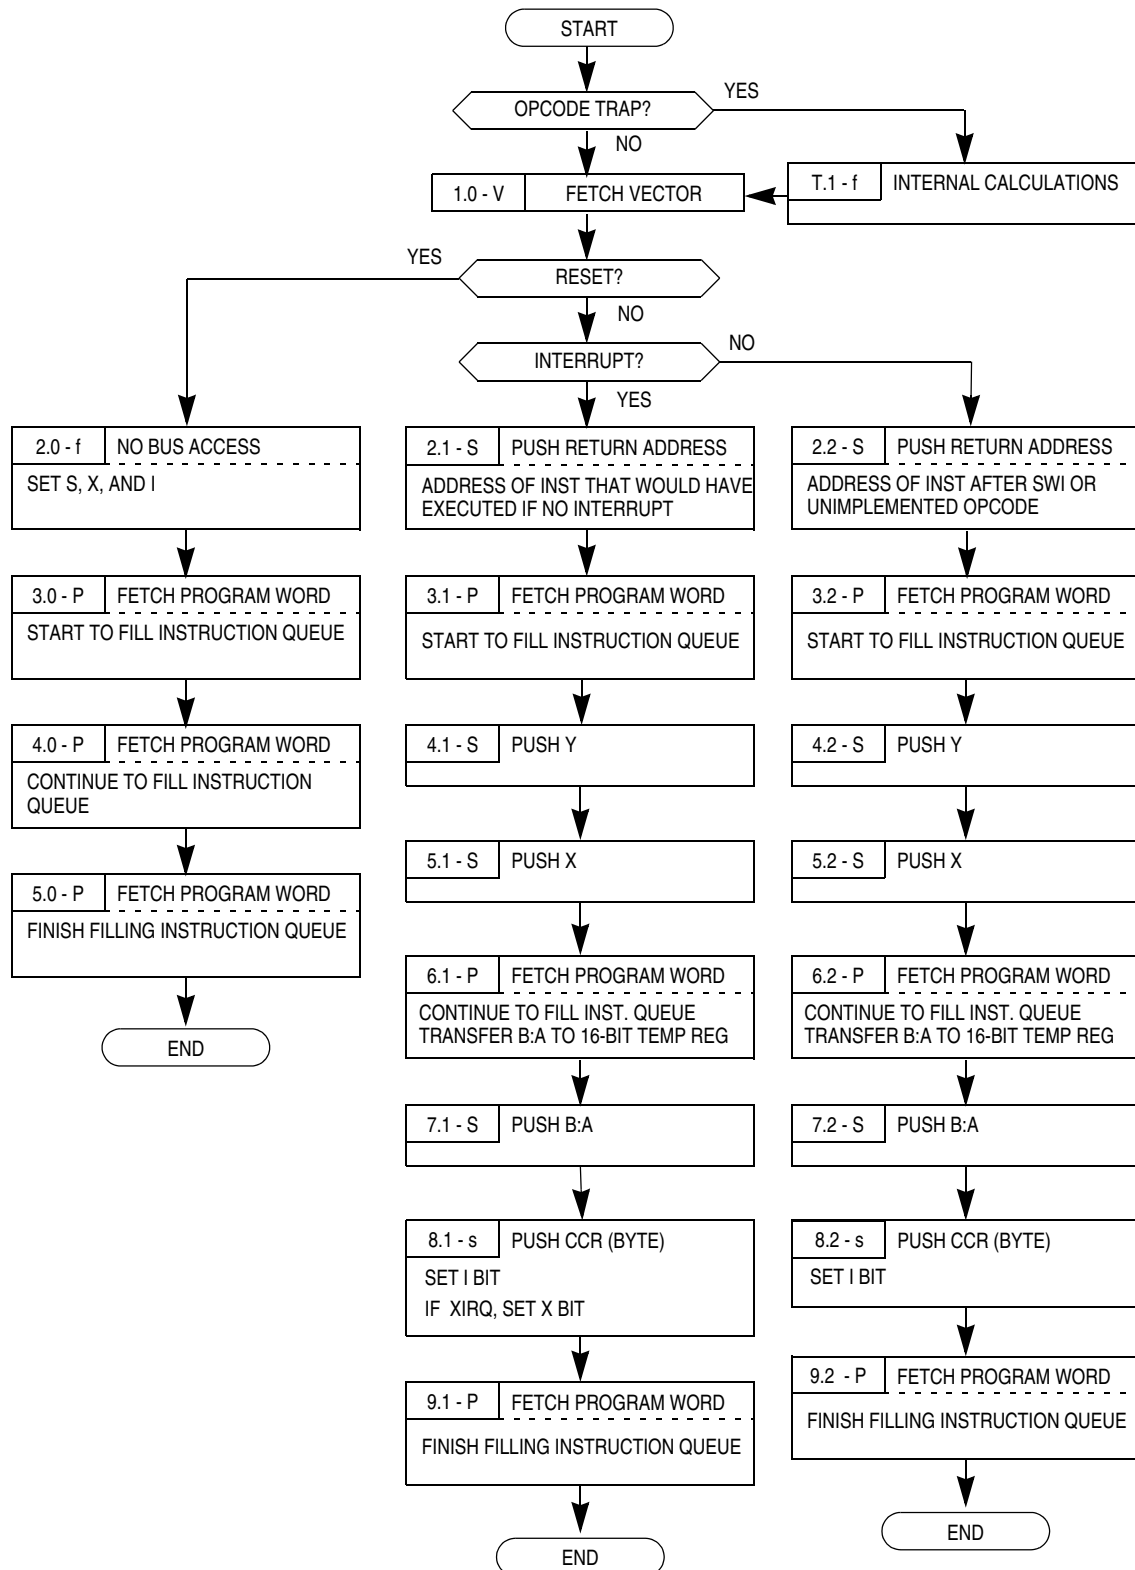 START
OPCODE TRAP?
YES
NO
T.1 - f INTERNAL CALCULATIONS
1.0 - V FETCH VECTOR
YES
RESET?
NO
INTERRUPT?
NO
YES
2.0 - f NO BUS ACCESS
SET S, X, AND I
3.0 - P FETCH PROGRAM WORD
START TO FILL INSTRUCTION QUEUE
4.0 - P FETCH PROGRAM WORD
CONTINUE TO FILL INSTRUCTION
QUEUE
5.0 - P FETCH PROGRAM WORD
FINISH FILLING INSTRUCTION QUEUE
END
2.1 - S PUSH RETURN ADDRESS
ADDRESS OF INST THAT WOULD HAVE
EXECUTED IF NO INTERRUPT
3.1 - P FETCH PROGRAM WORD
START TO FILL INSTRUCTION QUEUE
4.1 - S PUSH Y
5.1 - S PUSH X
6.1 - P FETCH PROGRAM WORD
CONTINUE TO FILL INST. QUEUE
TRANSFER B:A TO 16-BIT TEMP REG
7.1 - S PUSH B:A
8.1 - s PUSH CCR (BYTE)
SET I BIT
IF XIRQ, SET X BIT
9.1 - P FETCH PROGRAM WORD
FINISH FILLING INSTRUCTION QUEUE
END
2.2 - S PUSH RETURN ADDRESS
ADDRESS OF INST AFTER SWI OR
UNIMPLEMENTED OPCODE
3.2 - P FETCH PROGRAM WORD
START TO FILL INSTRUCTION QUEUE
4.2 - S PUSH Y
5.2 - S PUSH X
6.2 - P FETCH PROGRAM WORD
CONTINUE TO FILL INST. QUEUE
TRANSFER B:A TO 16-BIT TEMP REG
7.2 - S PUSH B:A
8.2 - s PUSH CCR (BYTE)
SET I BIT
9.2 - P FETCH PROGRAM WORD
FINISH FILLING INSTRUCTION QUEUE
END